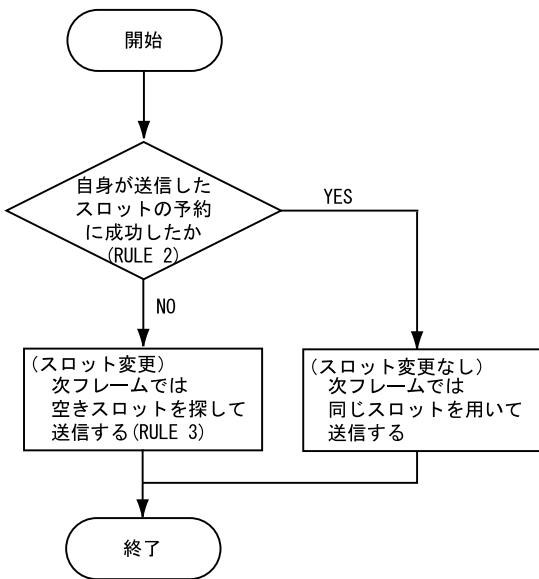 開始
自身が送信した
スロットの予約
に成功したか
(RULE 2)
YES
NO
(スロット変更)
次フレームでは
空きスロットを探して
送信する(RULE 3)
(スロット変更なし)
次フレームでは
同じスロットを用いて
送信する
終了